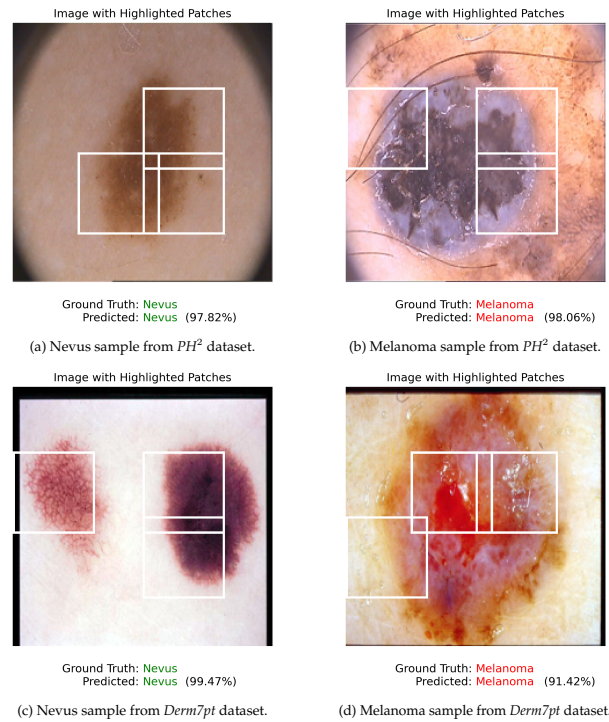 Image with Highlighted Patches
Image with Highlighted Patches
Ground Truth: Nevus
Predicted: Nevus (97.82%)
Ground Truth: Melanoma
Predicted: Melanoma (98.06%)
(a) Nevus sample from PH² dataset.
(b) Melanoma sample from PH² dataset.
Image with Highlighted Patches
Image with Highlighted Patches
Ground Truth: Nevus
Predicted: Nevus (99.47%)
Ground Truth: Melanoma
Predicted: Melanoma (91.42%)
(c) Nevus sample from Derm7pt dataset.
(d) Melanoma sample from Derm7pt dataset